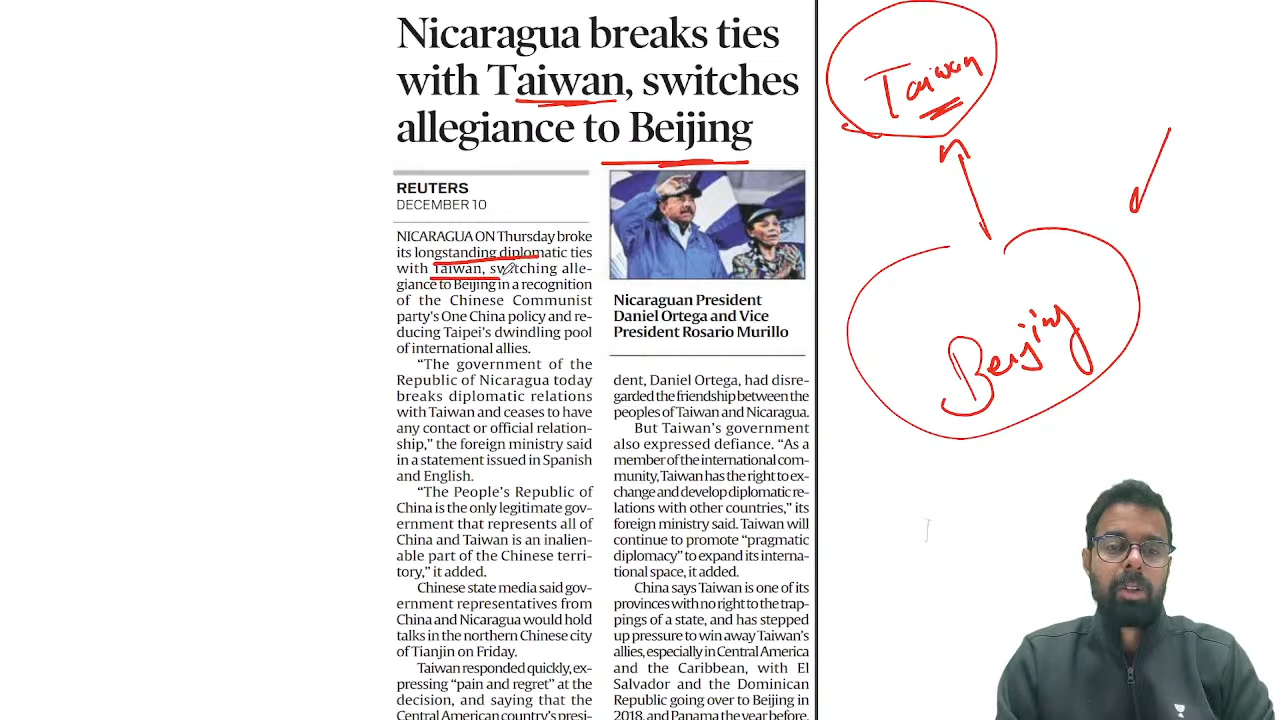 Nicaragua breaks ties
with Taiwan, switches
allegiance to Beijing
REUTERS
DECEMBER 10
NICARAGUA ON Thursday broke
its longstanding diplomatic ties
with Taiwan, switching alle-
giance to Beijing in a recognition
of the Chinese Communist
party's One China policy and re-
ducing Taipei's dwindling pool
of international allies.
"The government of the
Republic of Nicaragua today
breaks diplomatic relations
with Taiwan and ceases to have
any contact or official relation-
ship," the foreign ministry said
in a statement issued in Spanish
and English.
"The People's Republic of
China is the only legitimate gov-
ernment that represents all of
China and Taiwan is an inalien-
able part of the Chinese terri-
tory," it added.
Chinese state media said gov-
ernment representatives from
China and Nicaragua would hold
talks in the northern Chinese city
of Tianjin on Friday.
Taiwan responded quickly, ex-
pressing "pain and regret" at the
decision, and saying that the
Central American country's presi-
Nicaraguan President
Daniel Ortega and Vice
President Rosario Murillo
dent, Daniel Ortega, had disre-
garded the friendship between the
peoples of Taiwan and Nicaragua.
But Taiwan's government
also expressed defiance. "As a
member of the international com-
munity, Taiwan has the right to ex-
change and develop diplomatic re-
lations with other countries," its
foreign ministry said. Taiwan will
continue to promote "pragmatic
diplomacy" to expand its interna-
tional space, it added.
China says Taiwan is one of its
provinces with no right to the trap-
pings of a state, and has stepped
up pressure to win away Taiwan's
allies, especially in Central America
and the Caribbean, with El
Salvador and the Dominican
Republic going over to Beijing in
2018, and Panama the year before.
Taiwan
Beijing